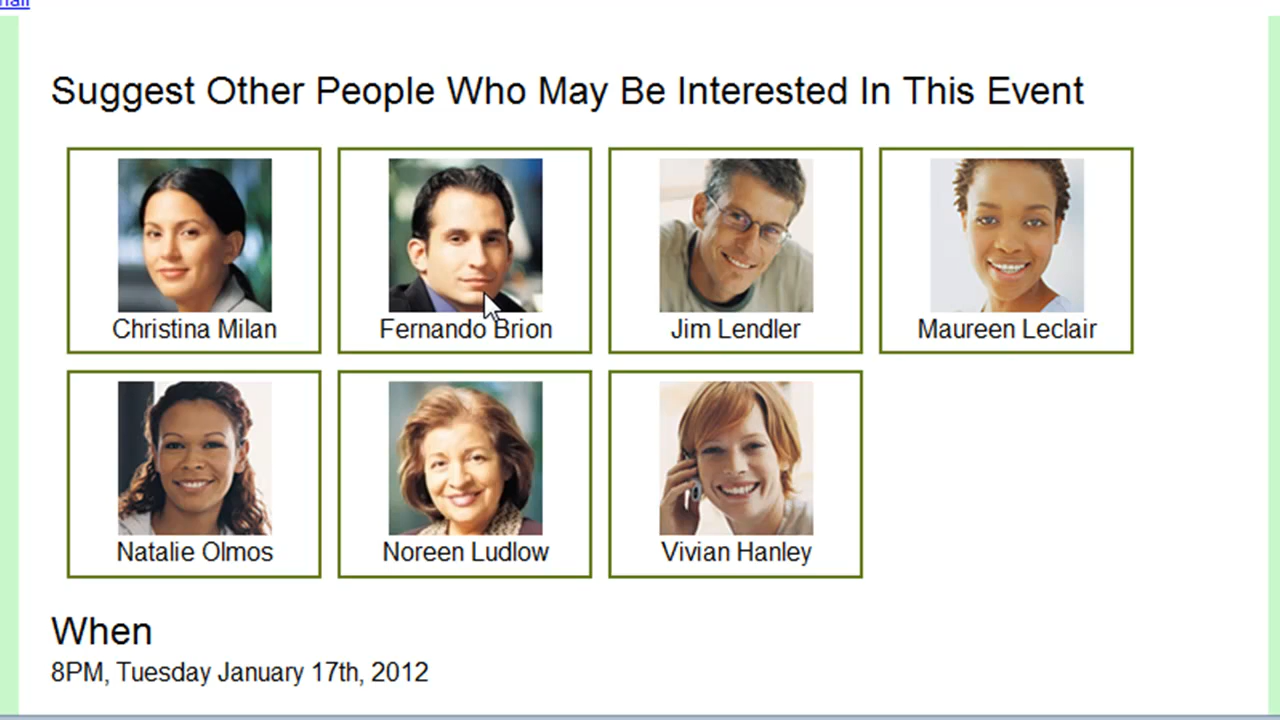 Suggest Other People Who May Be Interested In This Event
Christina Milan
Fernando Brion
Jim Lendler
Maureen Leclair
Natalie Olmos
Noreen Ludlow
Vivian Hanley
When
8PM, Tuesday January 17th, 2012